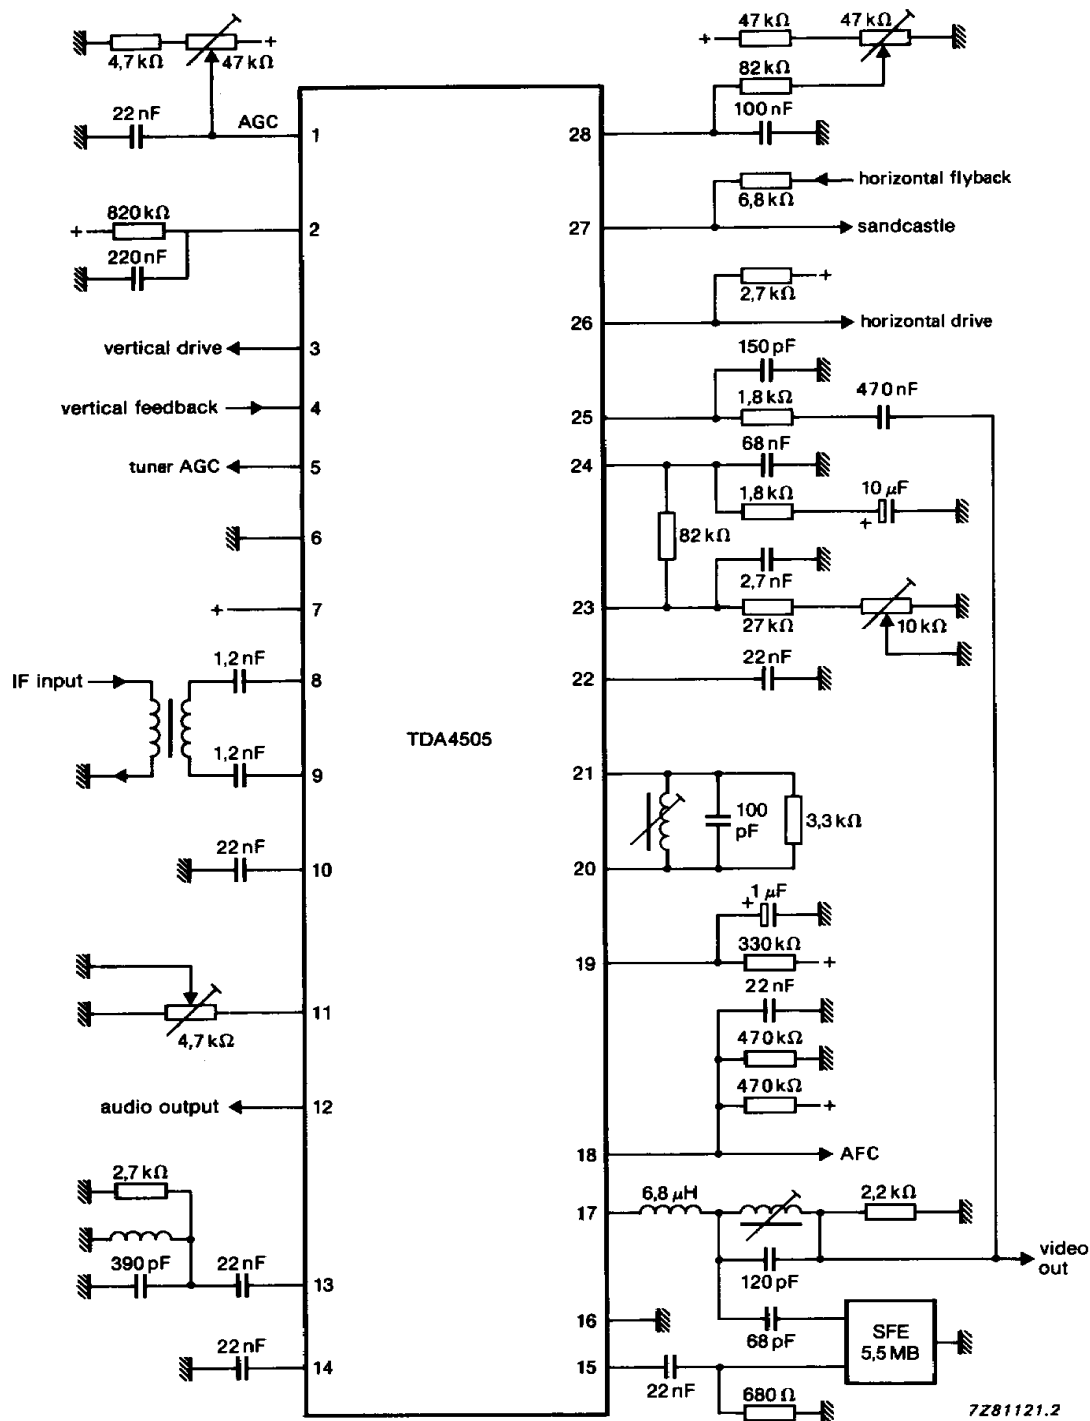 4,7 kΩ
47 kΩ
+
22 nF
AGC
1
820 kΩ
+
220 nF
2
vertical drive
3
vertical feedback
4
tuner AGC
5
6
+
7
IF input
1,2 nF
8
1,2 nF
9
22 nF
10
4,7 kΩ
11
audio output
12
2,7 kΩ
390 pF
22 nF
13
22 nF
14
TDA4505
47 kΩ
47 kΩ
+
82 kΩ
100 nF
28
horizontal flyback
6,8 kΩ
27
sandcastle
+
2,7 kΩ
26
horizontal drive
150 pF
470 nF
1,8 kΩ
25
68 nF
24
1,8 kΩ
10 μF
+
82 kΩ
2,7 nF
23
27 kΩ
10 kΩ
22 nF
22
21
100
pF
3,3 kΩ
20
+
1 μF
330 kΩ
19
+
22 nF
470 kΩ
470 kΩ
+
18
AFC
6,8 μH
2,2 kΩ
17
120 pF
video
out
16
68 pF
SFE
5,5 MB
15
22 nF
680 Ω
7Z81121.2